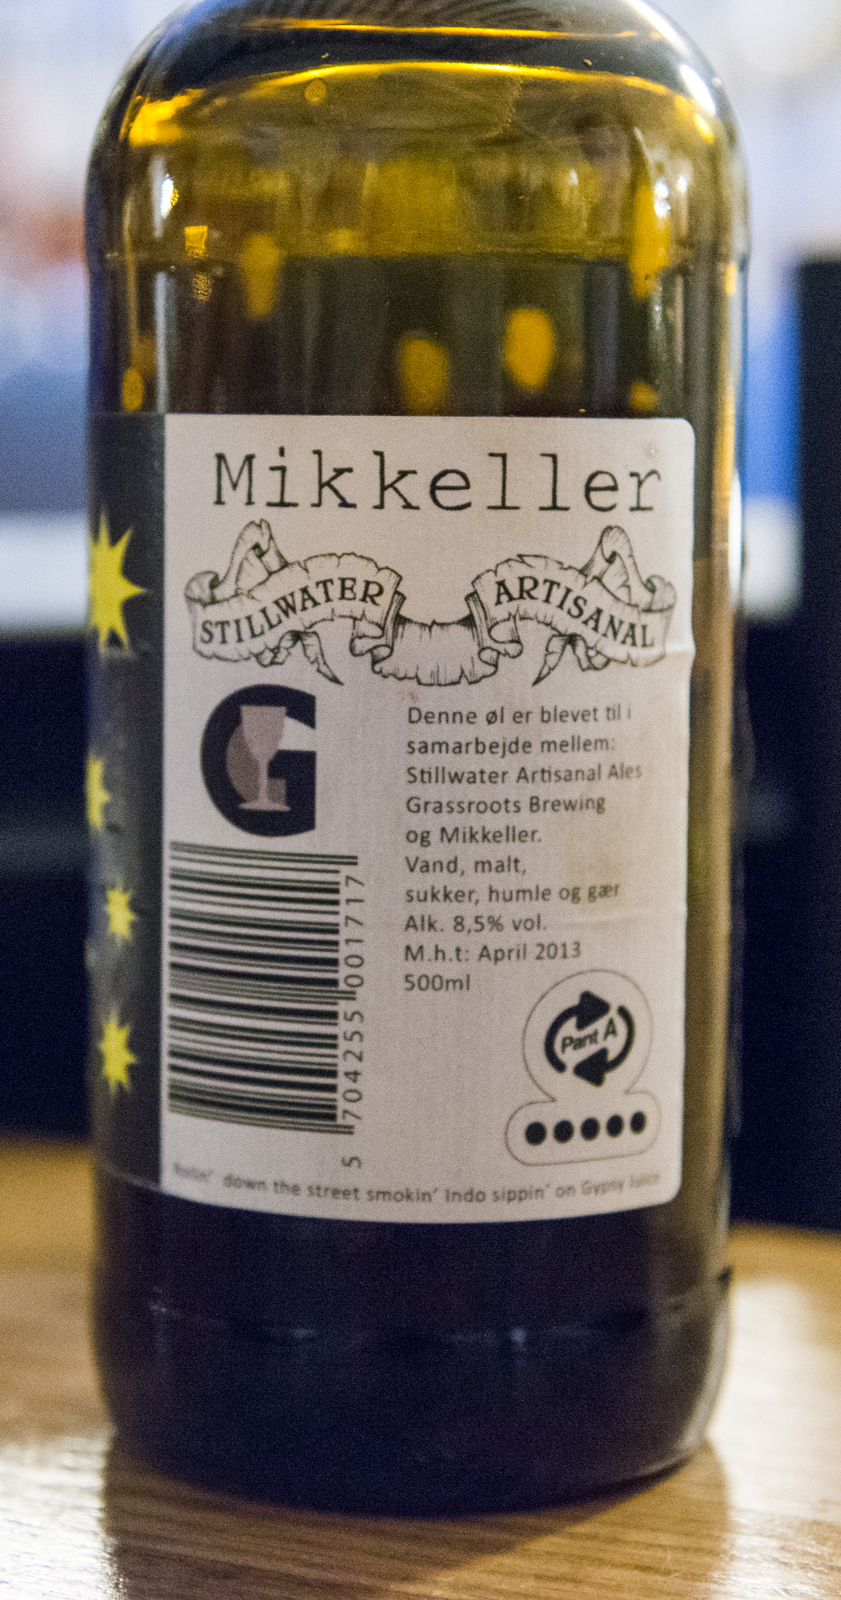 Mikkeller
STILLWATER ARTISANAL
G
Denne øl er blevet til i
samarbejde mellem:
Stillwater Artisanal Ales
Grassroots Brewing
og Mikkeller.
Vand, malt,
sukker, humle og gær
Alk. 8,5% vol.
M.h.t: April 2013
500ml
5 704255 001717
Pant A
Rollin' down the street smokin' Indo sippin' on Gypsy Juice